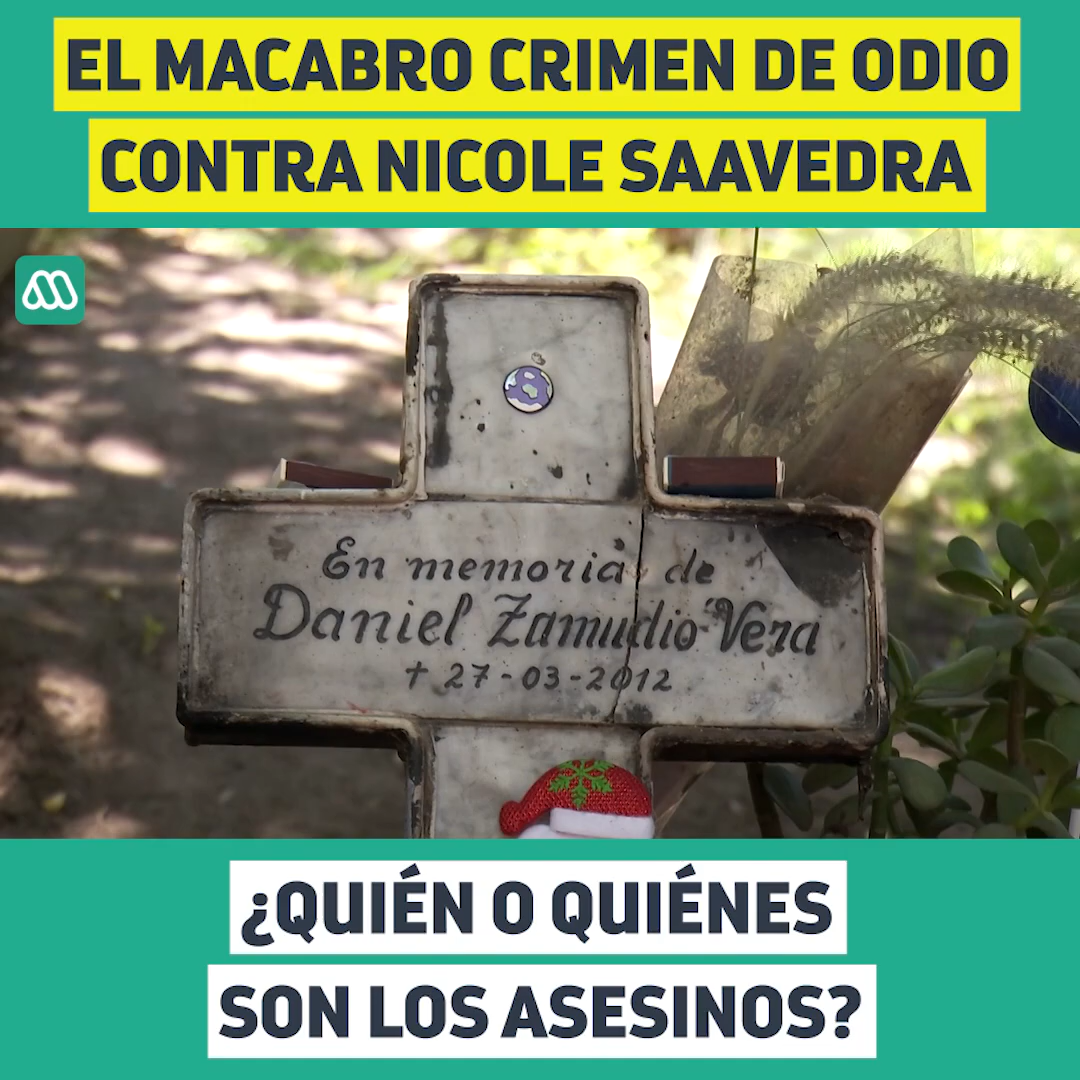 EL MACABRO CRIMEN DE ODIO
CONTRA NICOLE SAAVEDRA
En memoria de
Daniel Zamudio Vera
† 27-03-2012
¿QUIÉN O QUIÉNES
SON LOS ASESINOS?